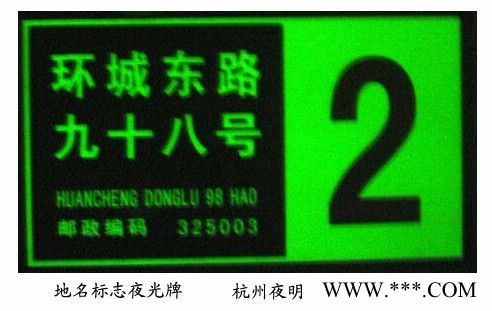 环城东路
九十八号
HUANCHENG DONGLU 98 HAO
邮政编码 325003
2
地名标志夜光牌 杭州夜明 WWW.***.COM